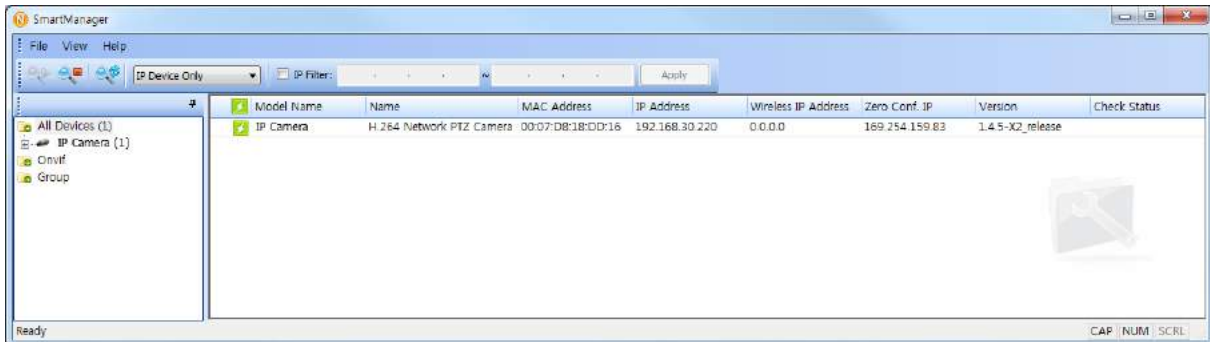 SmartManager
File View Help
IP Device Only IP Filter: . . . ~ . . . Apply
Model Name Name MAC Address IP Address Wireless IP Address Zero Conf. IP Version Check Status
All Devices (1) IP Camera H.264 Network PTZ Camera 00:07:D8:18:DD:16 192.168.30.220 0.0.0.0 169.254.159.83 1.4.5-X2_release
IP Camera (1)
Onvif
Group
Ready CAP NUM SCRL